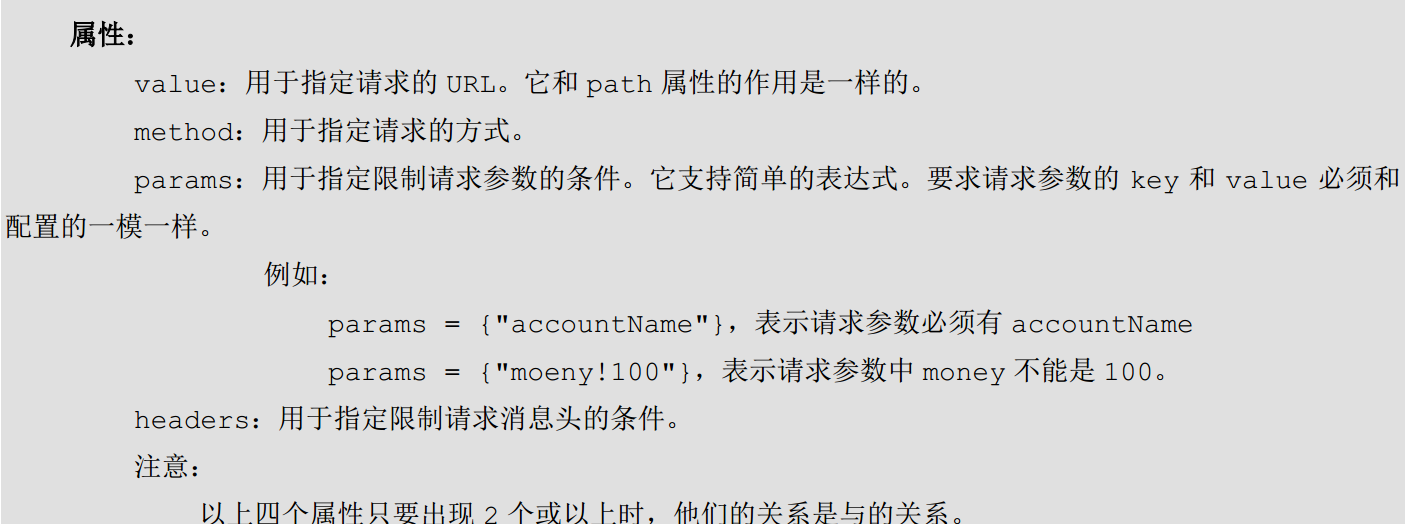 属性：
value：用于指定请求的 URL。它和 path 属性的作用是一样的。
method：用于指定请求的方式。
params：用于指定限制请求参数的条件。它支持简单的表达式。要求请求参数的 key 和 value 必须和
配置的一模一样。
例如：
params = {"accountName"}，表示请求参数必须有 accountName
params = {"moeny!100"}，表示请求参数中 money 不能是 100。
headers：用于指定限制请求消息头的条件。
注意：
以上四个属性只要出现 2 个或以上时，他们的关系是与的关系。